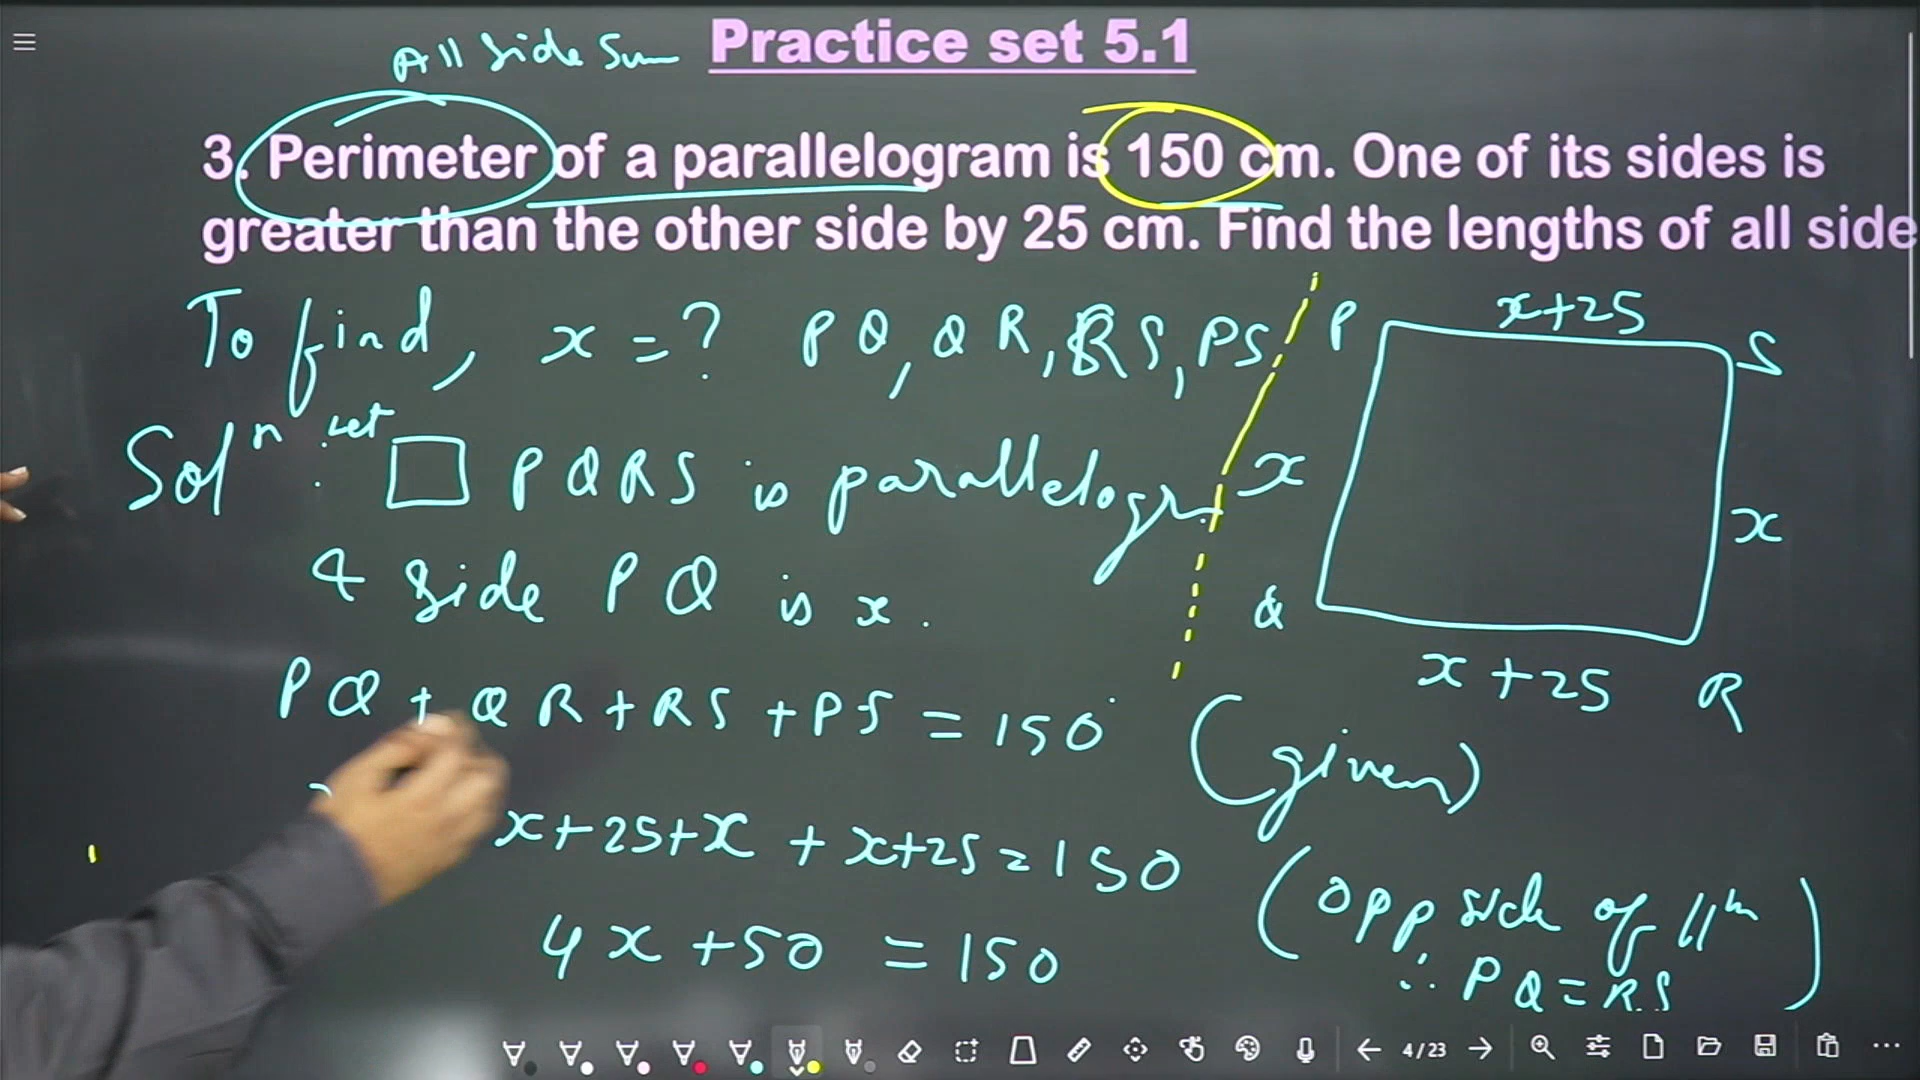 All Side Sum
Practice set 5.1
3. Perimeter of a parallelogram is 150 cm. One of its sides is
greater than the other side by 25 cm. Find the lengths of all side
To find, x = ? PQ, QR, RS, PS
Solⁿ : Let □ PQRS is parallelogr
& side PQ is x.
PQ + QR + RS + PS = 150 (given)
x+25+x + x+25 = 150
4x + 50 = 150
(opp side of ||ᵐ
∴ PQ = RS)
P x+25 S
x x
Q x+25 R
4/23